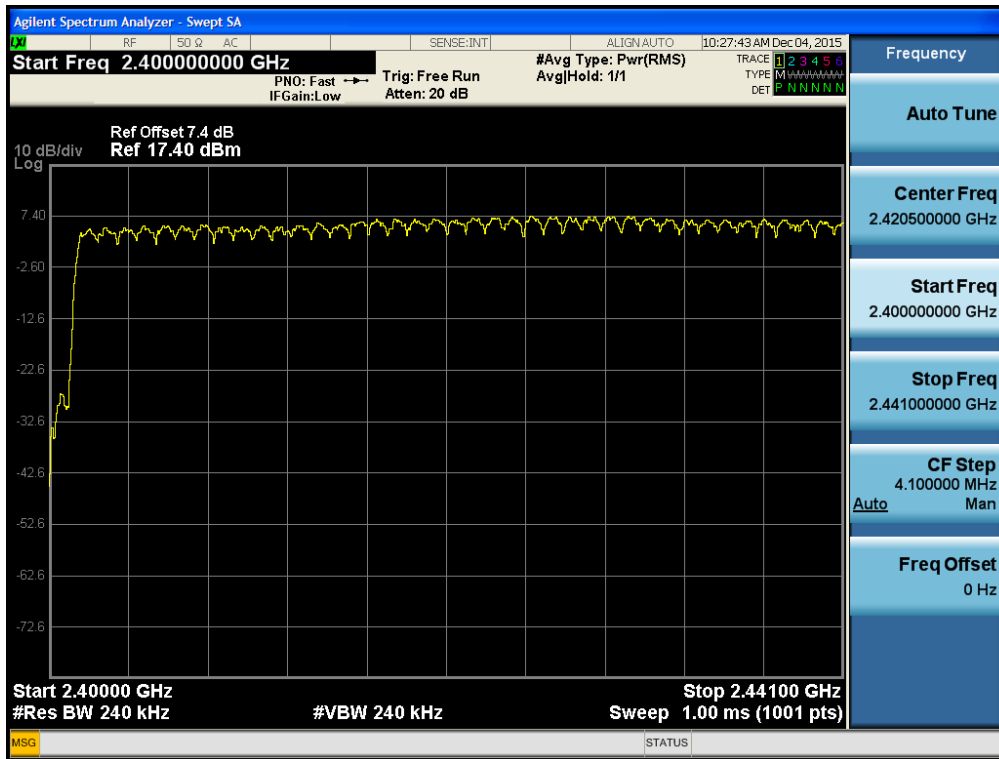 Agilent Spectrum Analyzer - Swept SA
LXI RF 50 Ω AC SENSE:INT ALIGN AUTO 10:27:43 AM Dec 04, 2015
Start Freq 2.400000000 GHz
PNO: Fast
IFGain:Low
Trig: Free Run
Atten: 20 dB
#Avg Type: Pwr(RMS)
Avg|Hold: 1/1
TRACE 1 2 3 4 5 6
TYPE M WWWWW
DET P N N N N N
Ref Offset 7.4 dB
10 dB/div Ref 17.40 dBm
Log
7.40
-2.60
-12.6
-22.6
-32.6
-42.6
-52.6
-62.6
-72.6
Start 2.40000 GHz Stop 2.44100 GHz
#Res BW 240 kHz #VBW 240 kHz Sweep 1.00 ms (1001 pts)
MSG STATUS
Frequency
Auto Tune
Center Freq
2.420500000 GHz
Start Freq
2.400000000 GHz
Stop Freq
2.441000000 GHz
CF Step
4.100000 MHz
Auto Man
Freq Offset
0 Hz